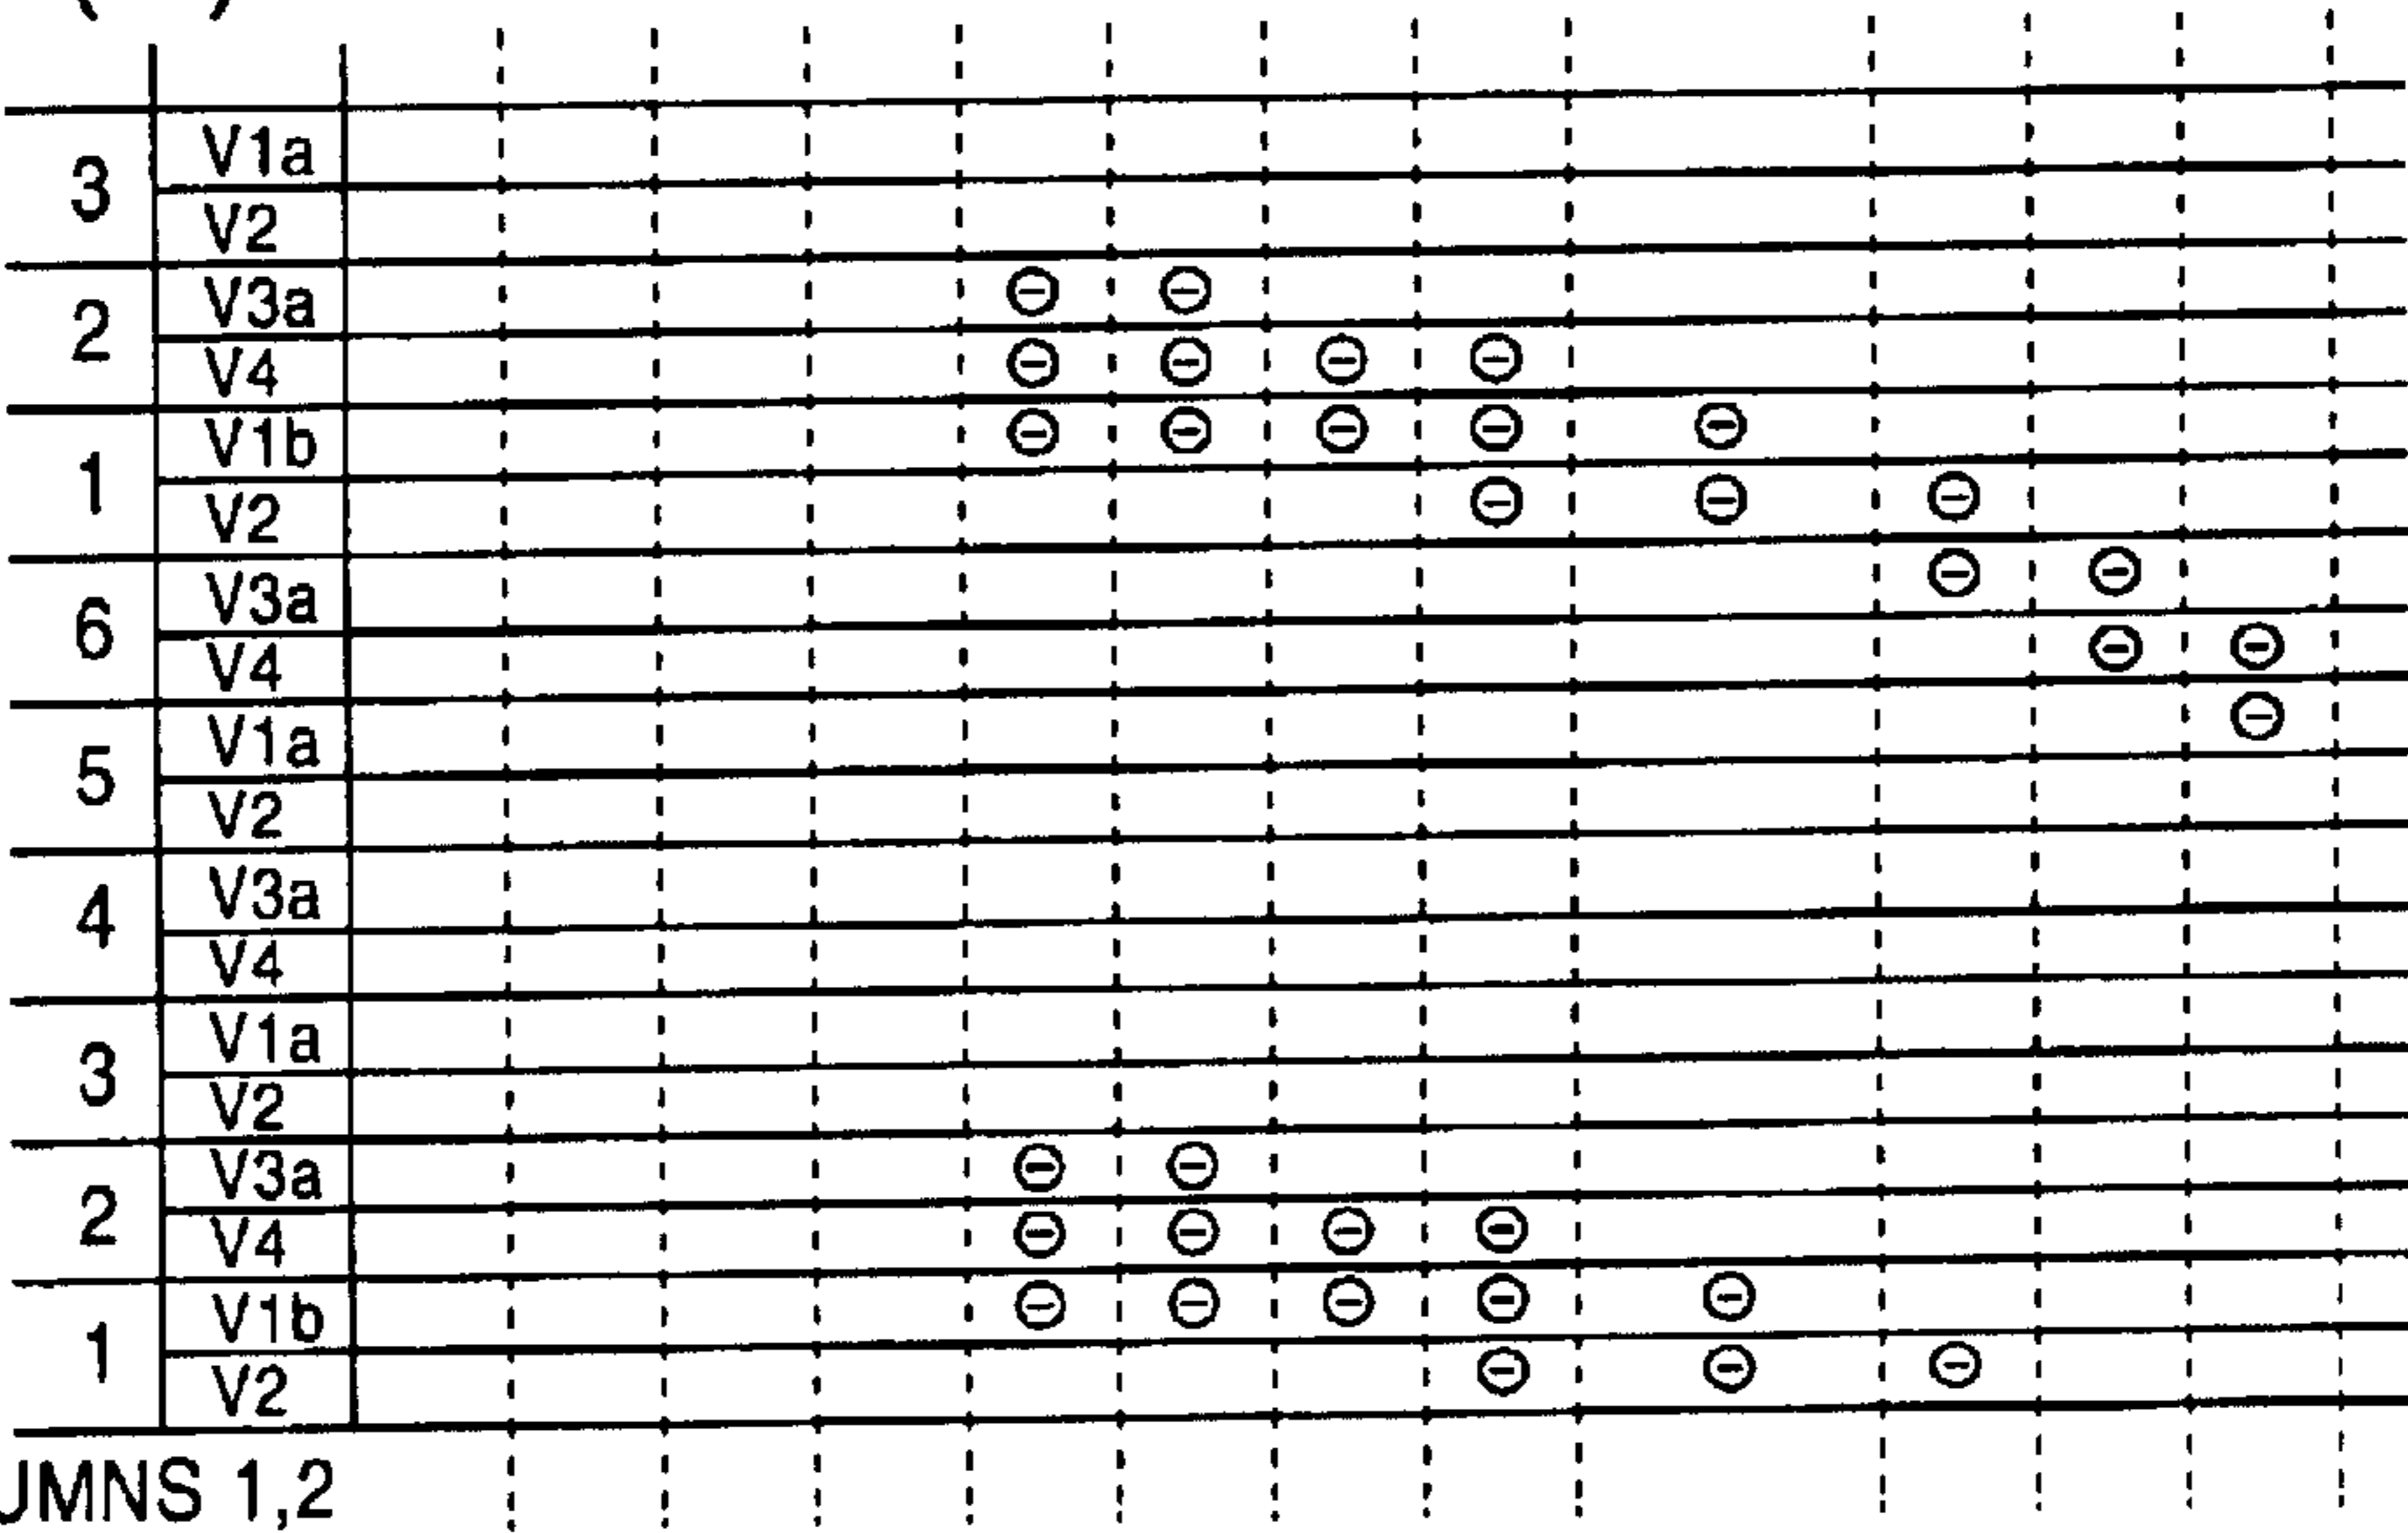 3 V1a
V2
2 V3a ⊖ ⊖
V4 ⊖ ⊖ ⊖ ⊖
1 V1b ⊖ ⊖ ⊖ ⊖ ⊖
V2 ⊖ ⊖ ⊖
6 V3a ⊖ ⊖
V4 ⊖ ⊖
5 V1a ⊖
V2
4 V3a
V4
3 V1a
V2
2 V3a ⊖ ⊖
V4 ⊖ ⊖ ⊖ ⊖
1 V1b ⊖ ⊖ ⊖ ⊖ ⊖
V2 ⊖ ⊖ ⊖
UMNS 1,2